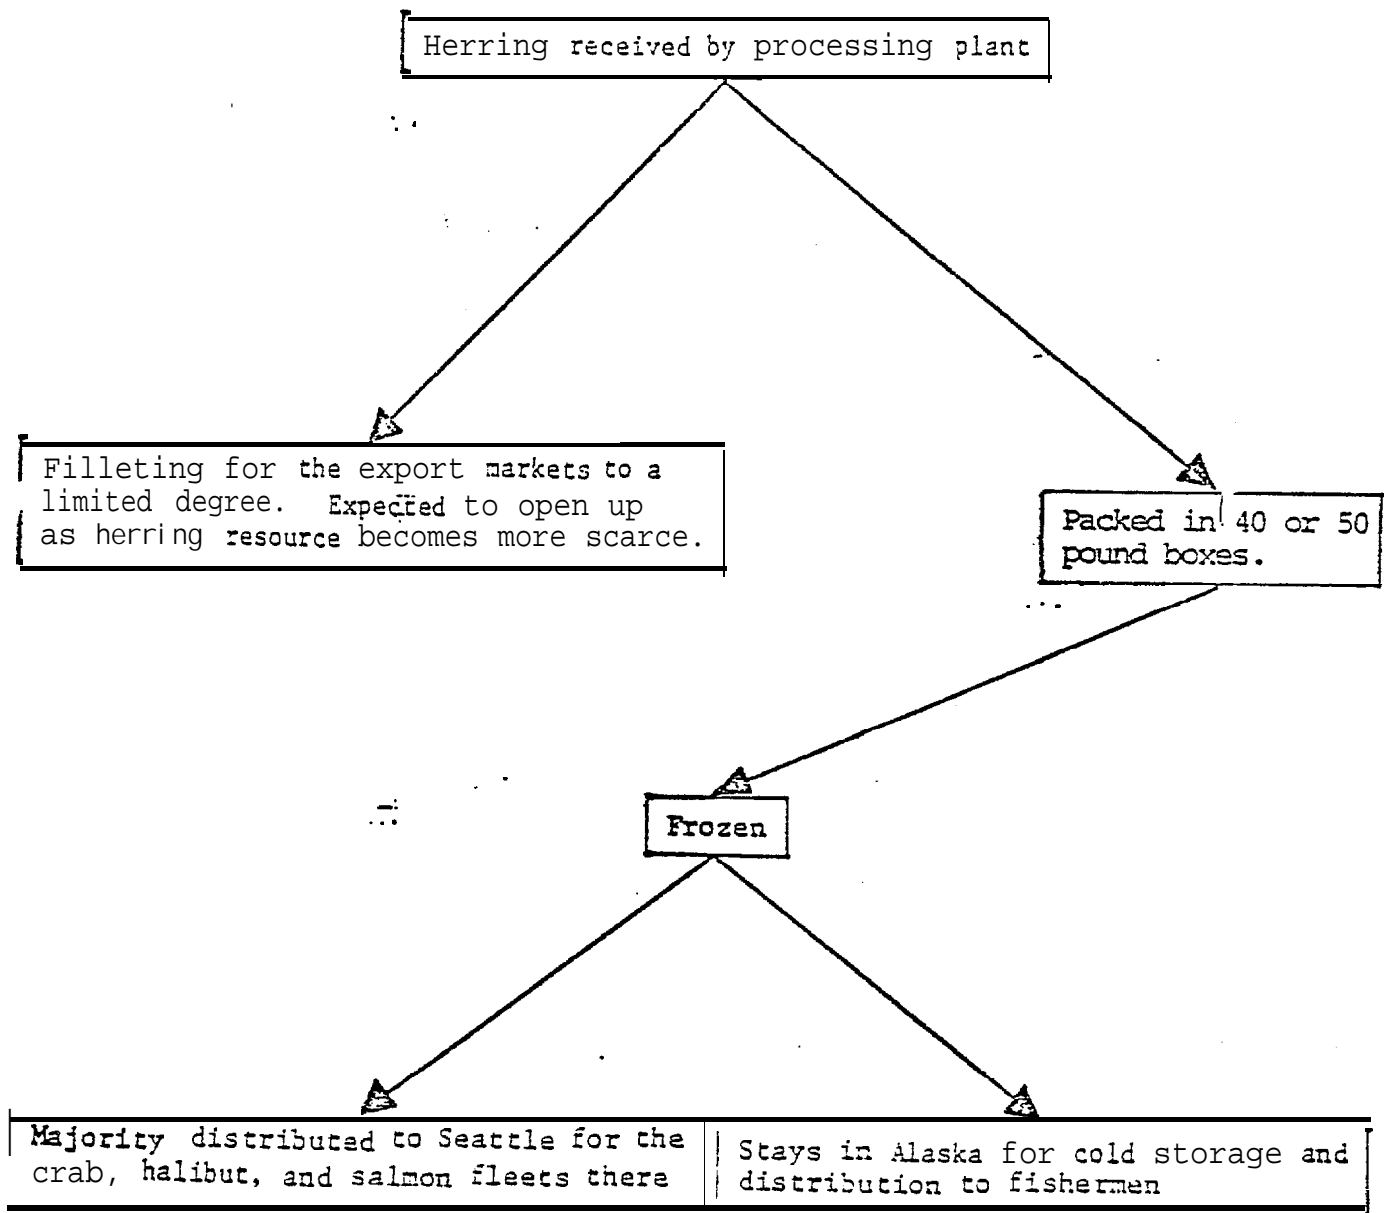 Herring received by processing plant
Filleting for the export markets to a
limited degree. Expected to open up
as herring resource becomes more scarce.
Packed in 40 or 50
pound boxes.
Frozen
Majority distributed to Seattle for the
crab, halibut, and salmon fleets there
Stays in Alaska for cold storage and
distribution to fishermen